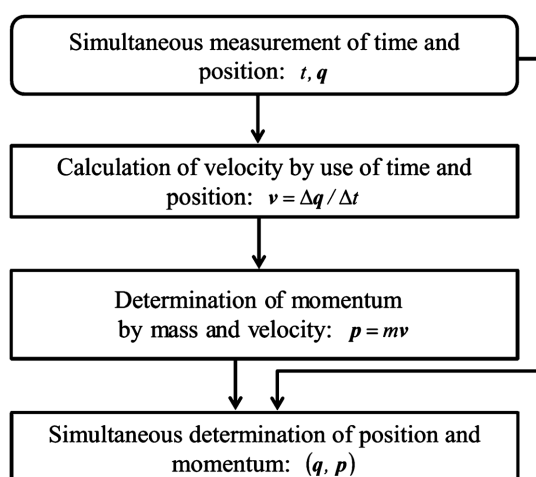 Simultaneous measurement of time and
position: t, q
Calculation of velocity by use of time and
position: v = Δq / Δt
Determination of momentum
by mass and velocity: p = mv
Simultaneous determination of position and
momentum: (q, p)